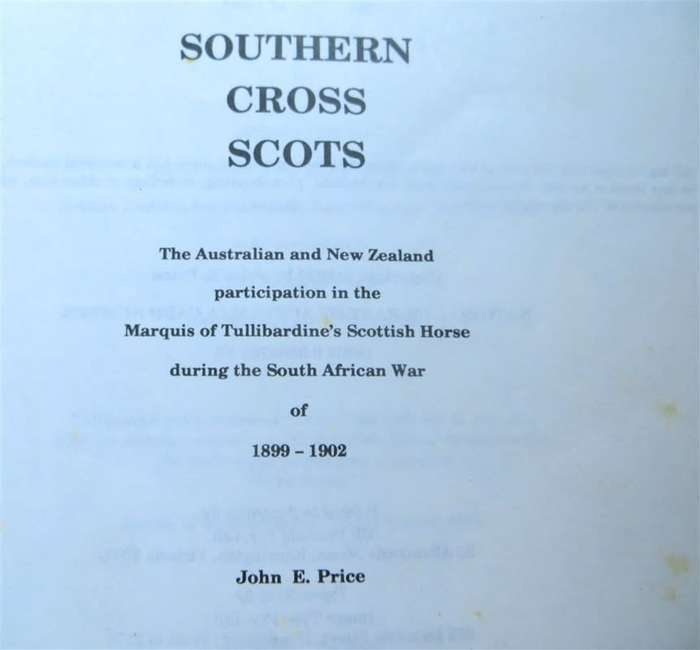 SOUTHERN
CROSS
SCOTS
The Australian and New Zealand
participation in the
Marquis of Tullibardine's Scottish Horse
during the South African War
of
1899 – 1902
John E. Price